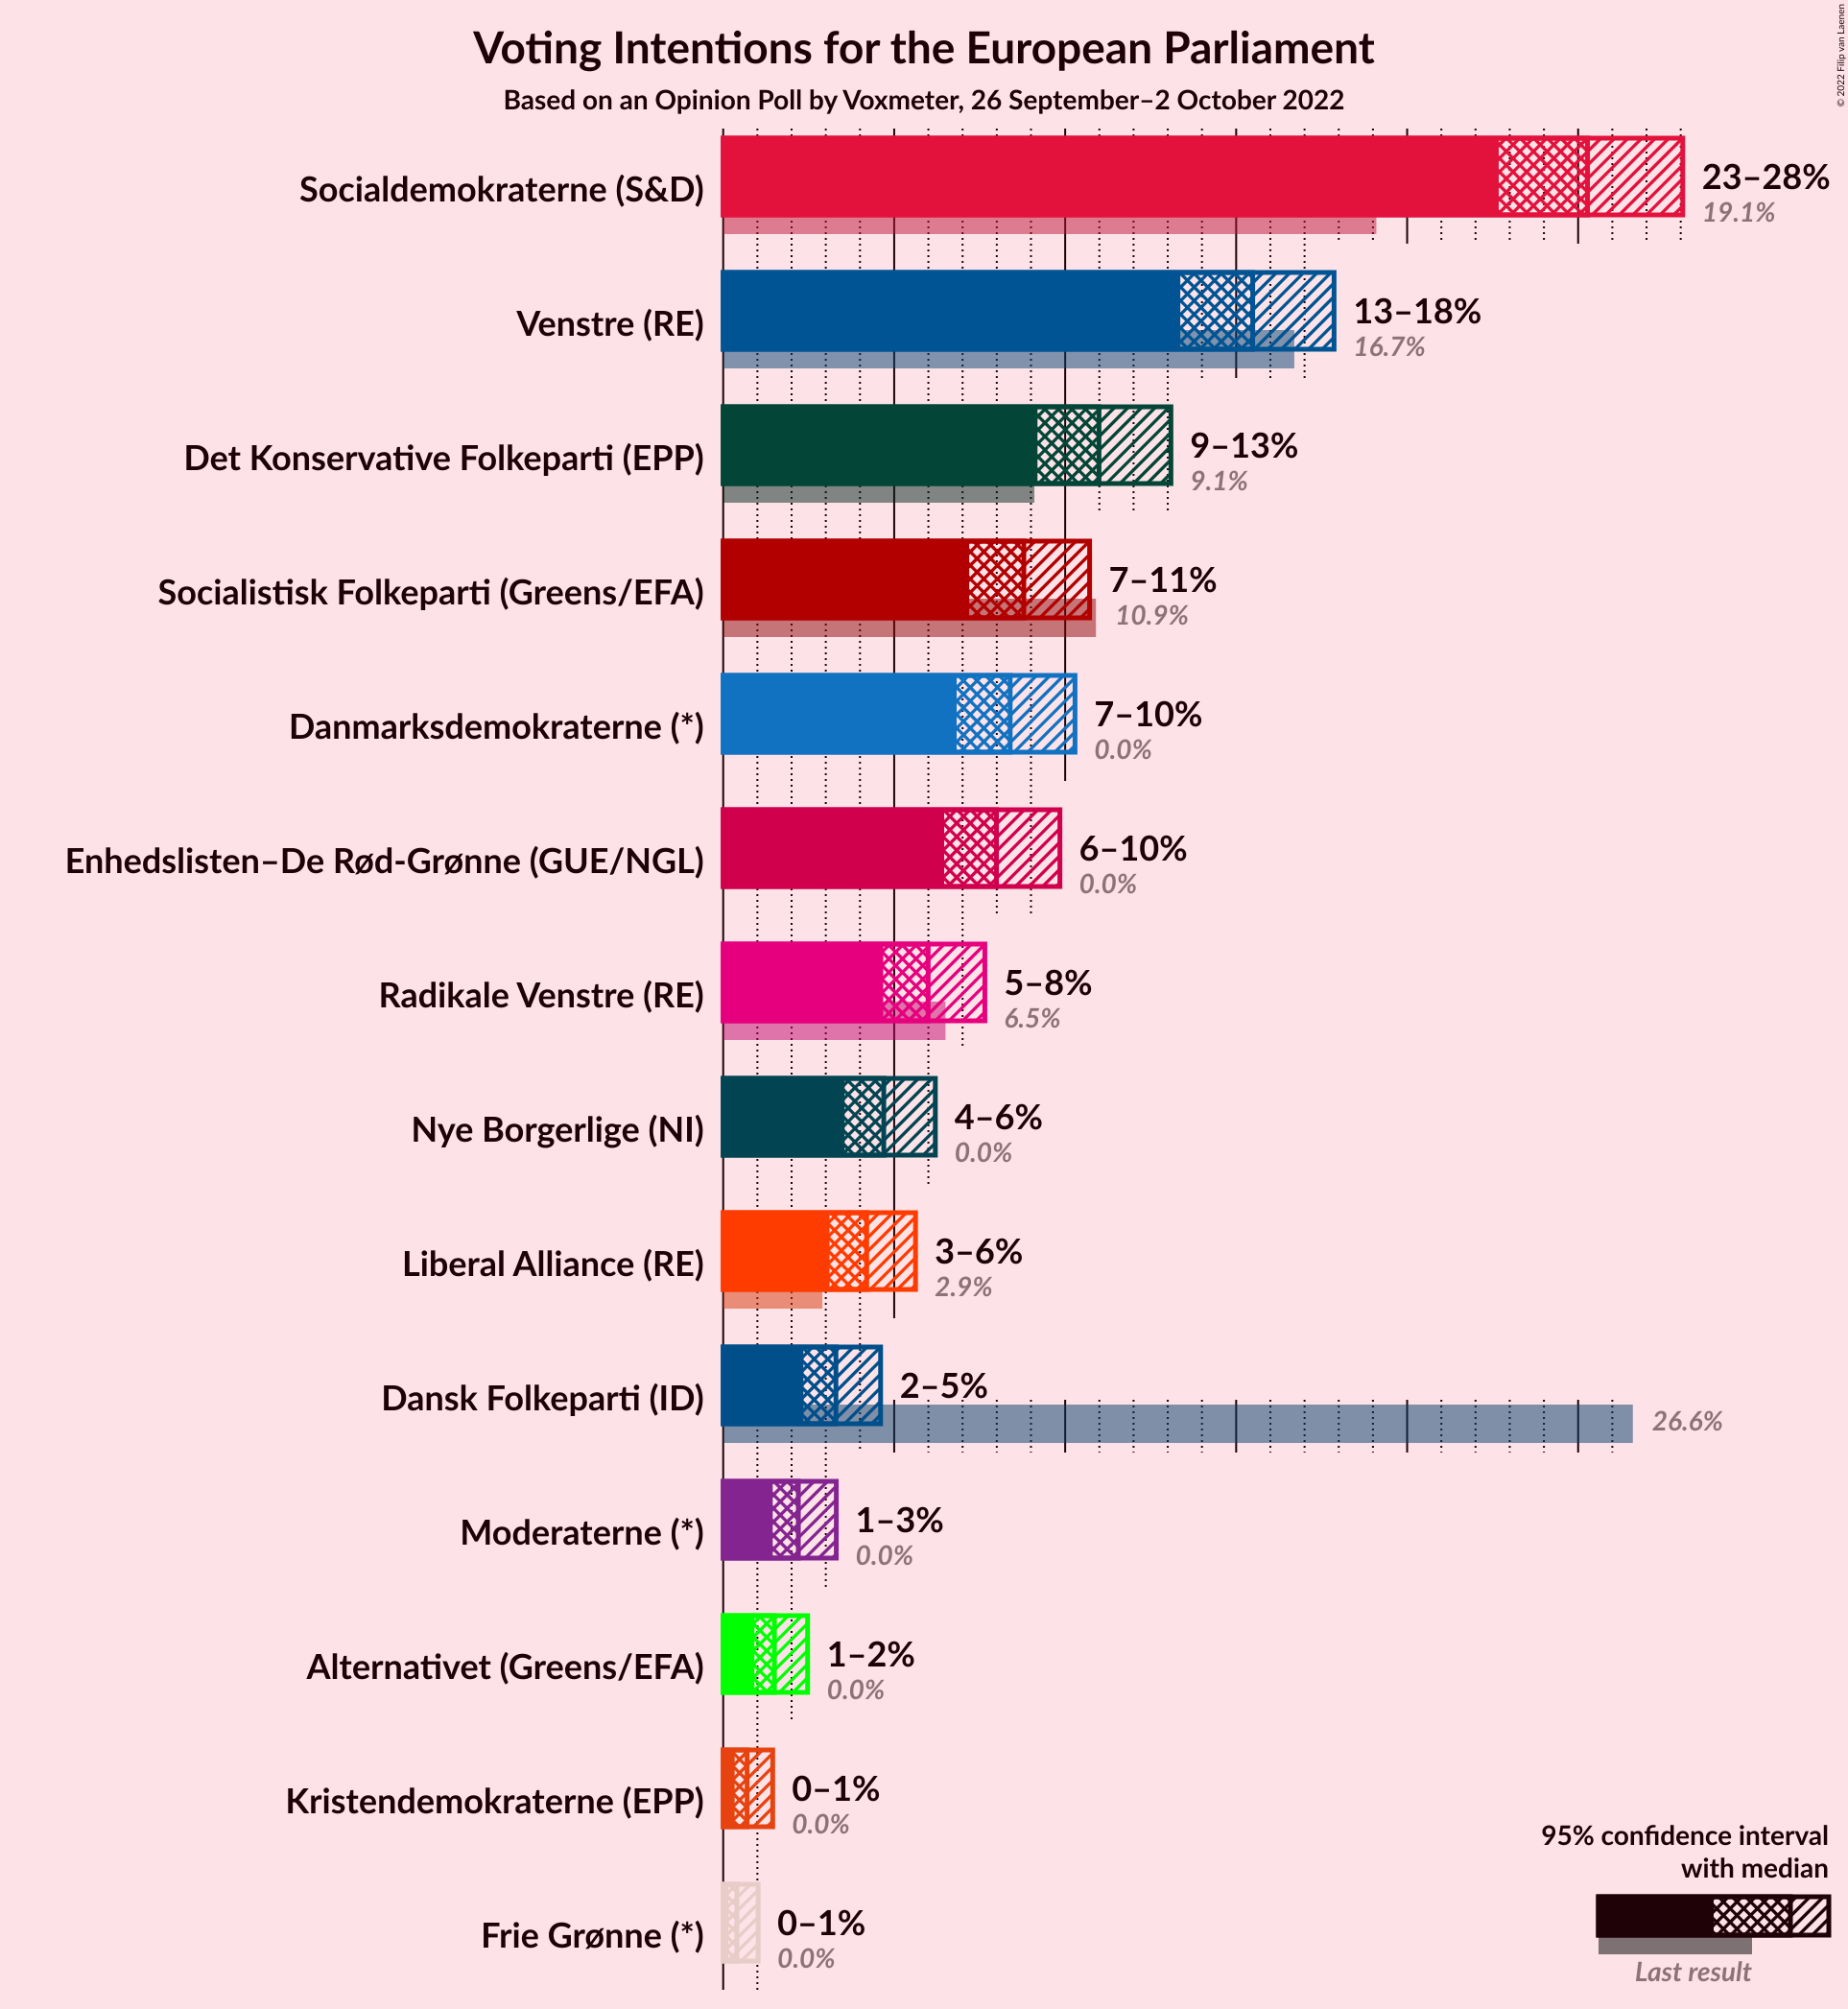 Voting Intentions for the European Parliament
Based on an Opinion Poll by Voxmeter, 26 September–2 October 2022
© 2022 Filip van Laenen
Socialdemokraterne (S&D)
23–28%
19.1%
Venstre (RE)
13–18%
16.7%
Det Konservative Folkeparti (EPP)
9–13%
9.1%
Socialistisk Folkeparti (Greens/EFA)
7–11%
10.9%
Danmarksdemokraterne (*)
7–10%
0.0%
Enhedslisten–De Rød-Grønne (GUE/NGL)
6–10%
0.0%
Radikale Venstre (RE)
5–8%
6.5%
Nye Borgerlige (NI)
4–6%
0.0%
Liberal Alliance (RE)
3–6%
2.9%
Dansk Folkeparti (ID)
2–5%
26.6%
Moderaterne (*)
1–3%
0.0%
Alternativet (Greens/EFA)
1–2%
0.0%
Kristendemokraterne (EPP)
0–1%
0.0%
Frie Grønne (*)
0–1%
0.0%
95% confidence interval
with median
Last result